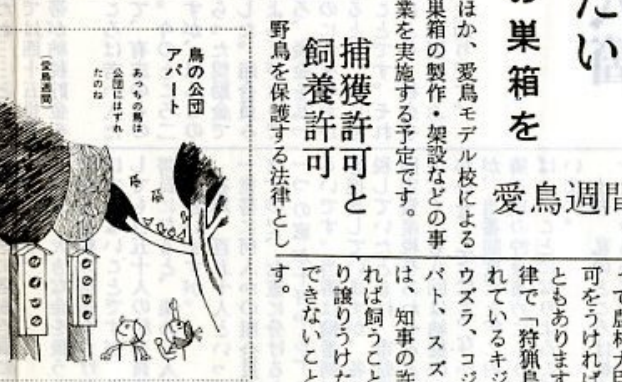 たい
の巣箱を
愛鳥週間
ほか、愛鳥モデル校による
巣箱の製作・架設などの事
業を実施する予定です。
捕獲許可と
飼養許可
野鳥を保護する法律とし
可をうければ
ともあります
律で「狩猟鳥
れているキジ
ウズラ、コジ
バト、スズ
は、知事の許
れば飼うこと
り譲りうけた
できないこと
す。
鳥の公団
アパート
あっちの鳥は
公団にはずれ
たのね
(愛鳥週間)